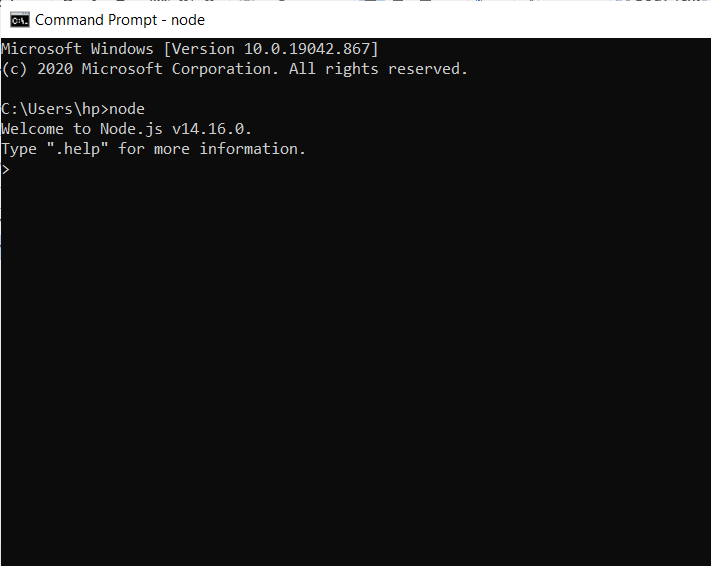 Command Prompt - node
Microsoft Windows [Version 10.0.19042.867]
(c) 2020 Microsoft Corporation. All rights reserved.
C:\Users\hp>node
Welcome to Node.js v14.16.0.
Type ".help" for more information.
>